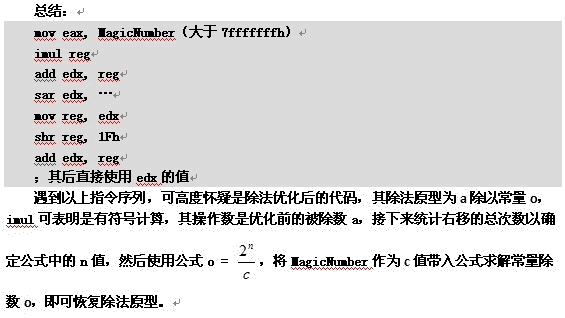 总结：
mov eax, MagicNumber (大于 7fffffffh)
imul reg
add edx, reg
sar edx, …
mov reg, edx
shr reg, 1Fh
add edx, reg
；其后直接使用 edx 的值
遇到以上指令序列，可高度怀疑是除法优化后的代码，其除法原型为 a 除以常量 o，
imul 可表明是有符号计算，其操作数是优化前的被除数 a，接下来统计右移的总次数以确
定公式中的 n 值，然后使用公式 o = 2^n / c，将 MagicNumber 作为 c 值带入公式求解常量除
数 o，即可恢复除法原型。